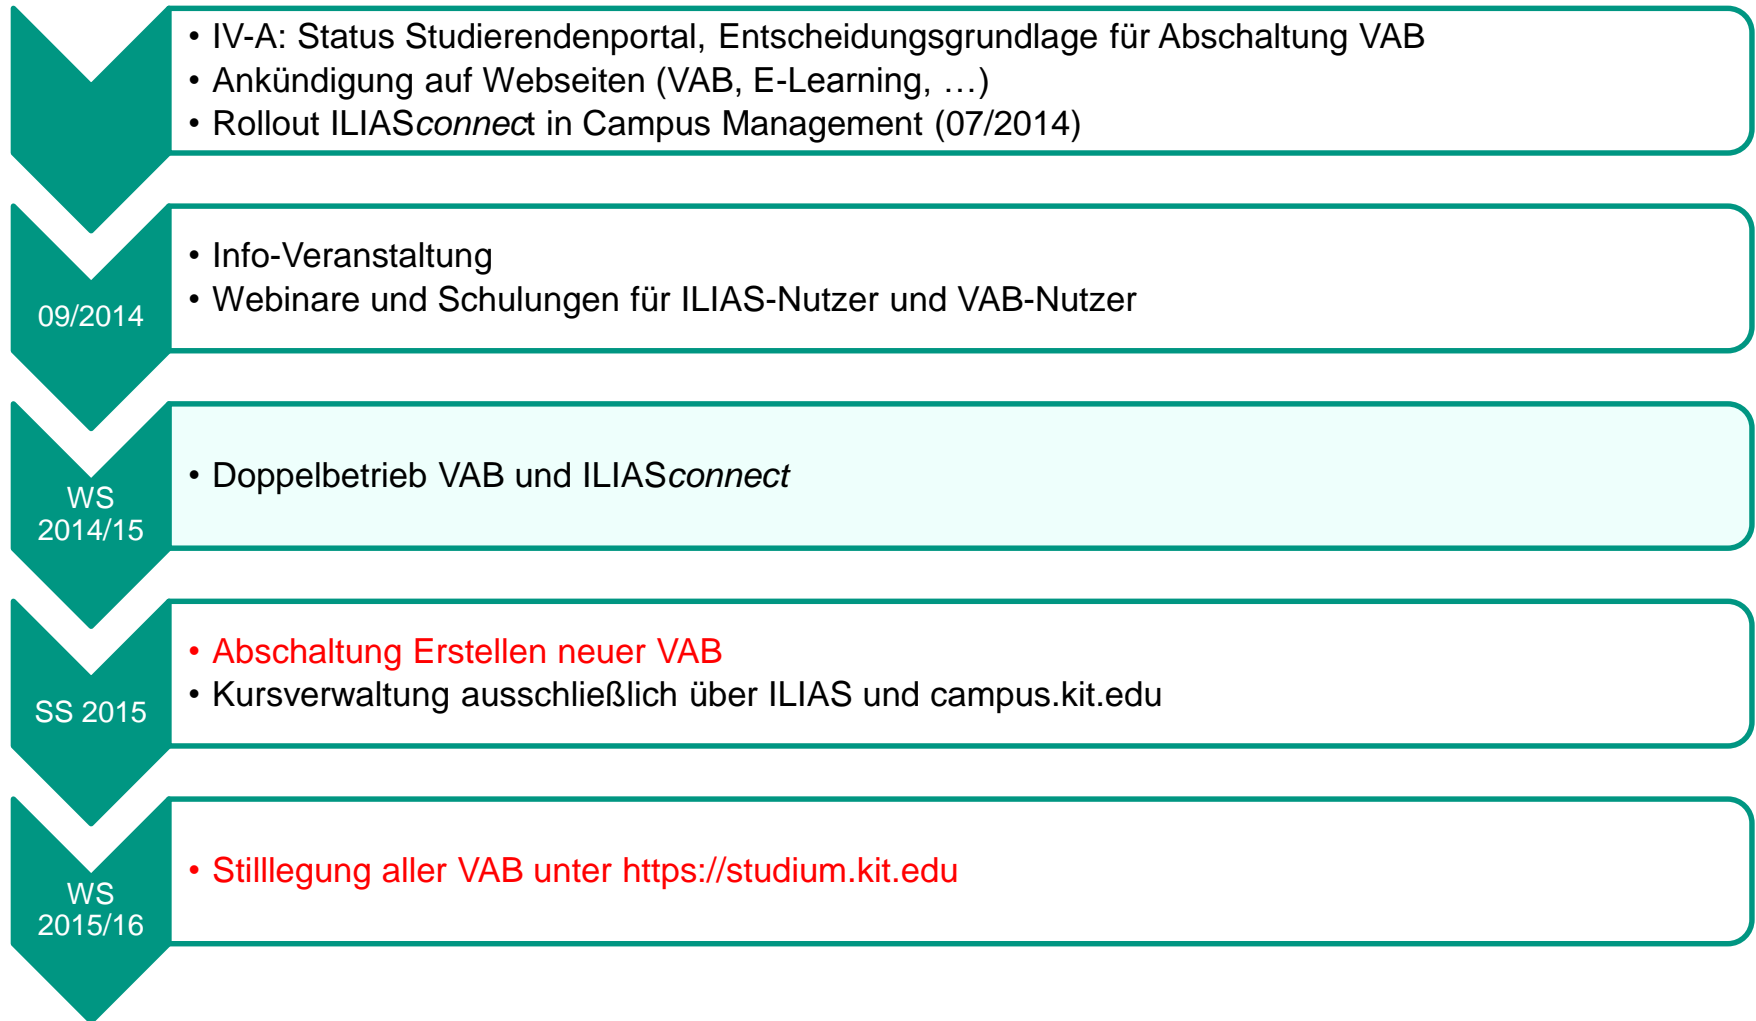 • IV-A: Status Studierendenportal, Entscheidungsgrundlage für Abschaltung VAB
• Ankündigung auf Webseiten (VAB, E-Learning, …)
• Rollout ILIASconnect in Campus Management (07/2014)
09/2014
• Info-Veranstaltung
• Webinare und Schulungen für ILIAS-Nutzer und VAB-Nutzer
WS
2014/15
• Doppelbetrieb VAB und ILIASconnect
SS 2015
• Abschaltung Erstellen neuer VAB
• Kursverwaltung ausschließlich über ILIAS und campus.kit.edu
WS
2015/16
• Stilllegung aller VAB unter https://studium.kit.edu